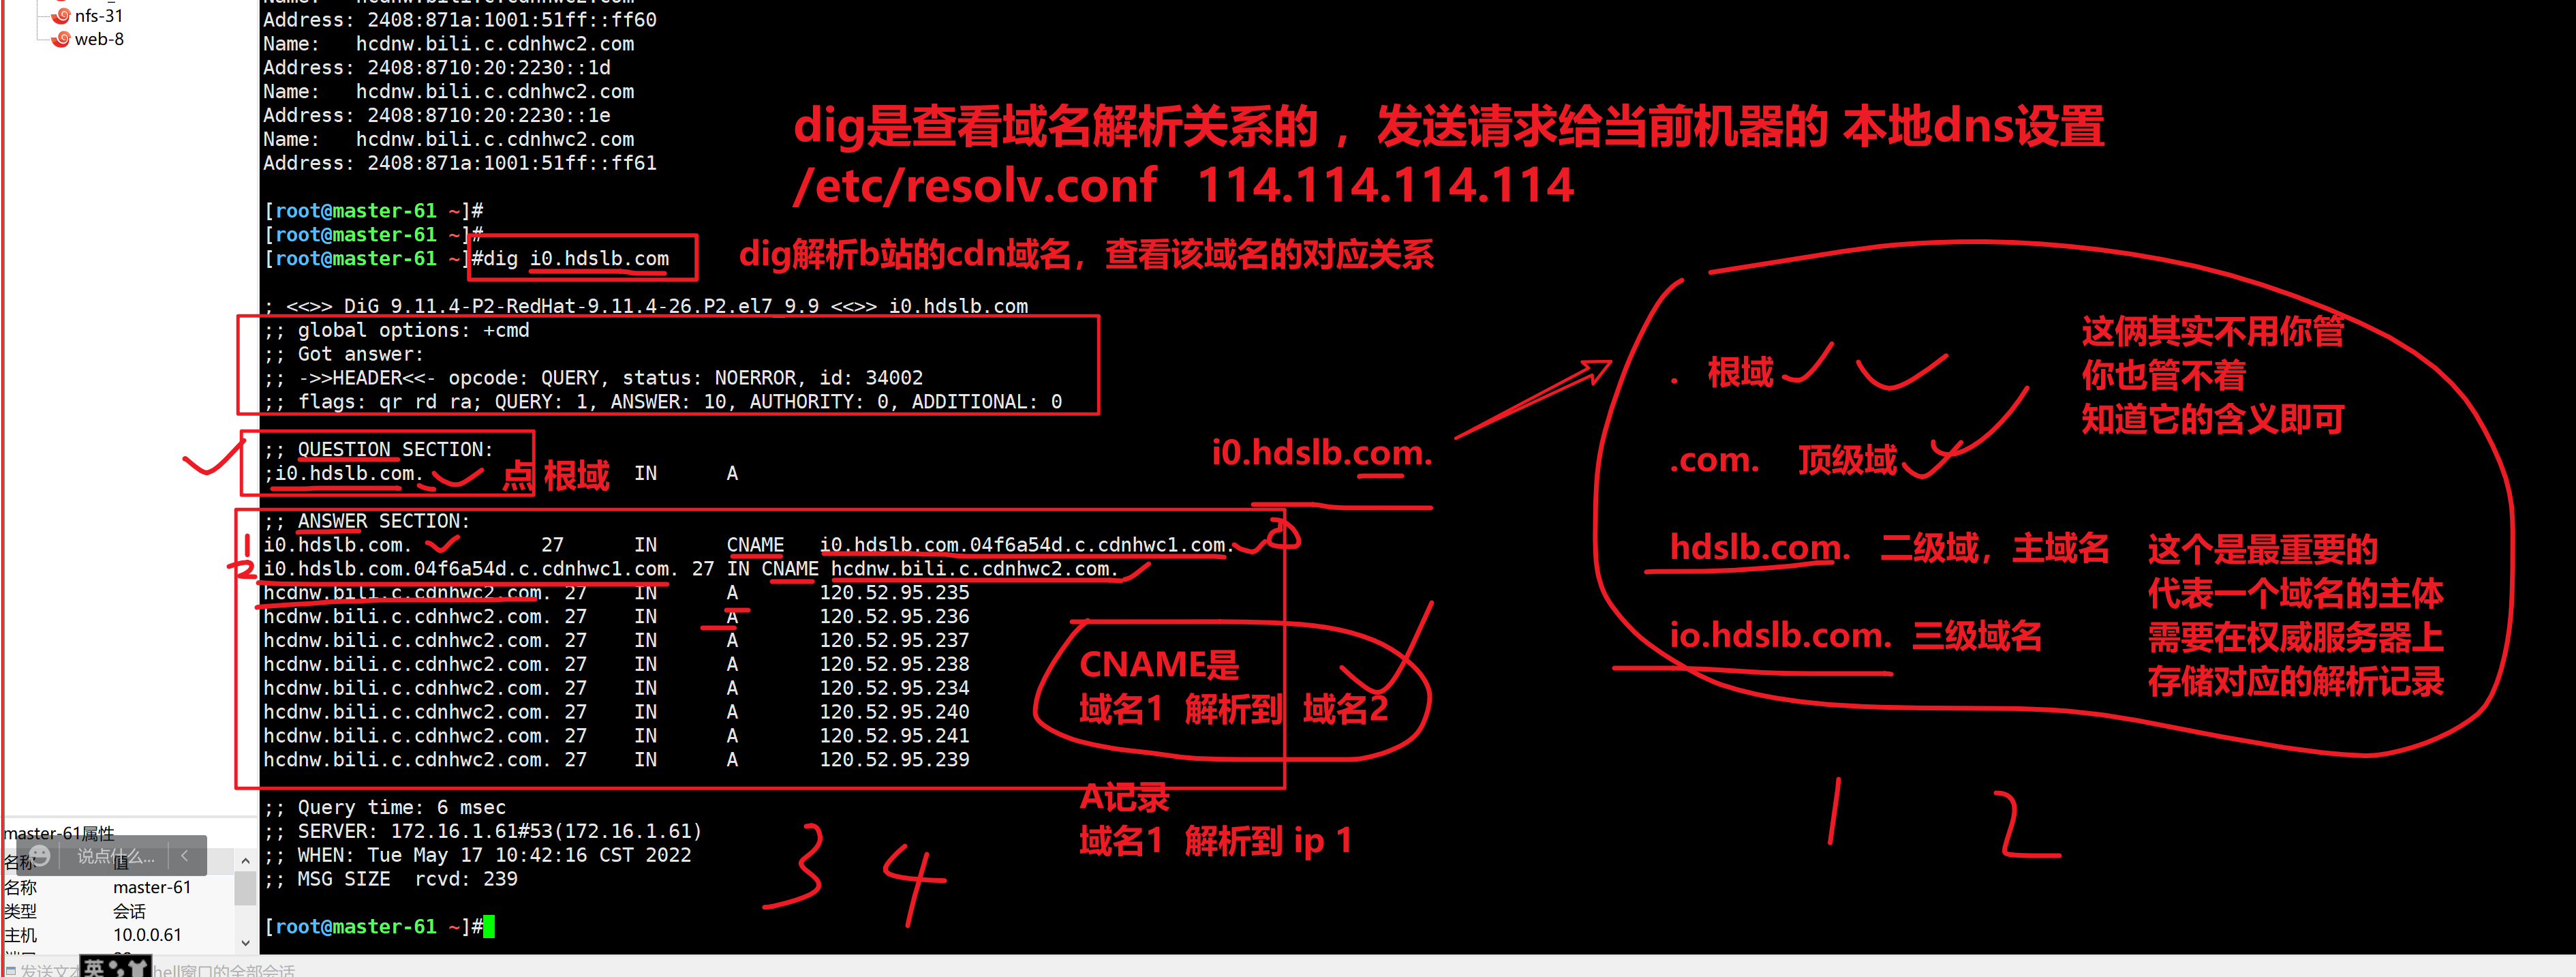 nfs-31
web-8
Address: 2408:871a:1001:51ff::ff60
Name:   hcdnw.bili.c.cdnhwc2.com
Address: 2408:8710:20:2230::1d
Name:   hcdnw.bili.c.cdnhwc2.com
Address: 2408:8710:20:2230::1e
Name:   hcdnw.bili.c.cdnhwc2.com
Address: 2408:871a:1001:51ff::ff61
dig是查看域名解析关系的 ，发送请求给当前机器的 本地dns设置
/etc/resolv.conf   114.114.114.114
[root@master-61 ~]#
[root@master-61 ~]#
[root@master-61 ~]#dig i0.hdslb.com
dig解析b站的cdn域名，查看该域名的对应关系
; <<>> DiG 9.11.4-P2-RedHat-9.11.4-26.P2.el7_9.9 <<>> i0.hdslb.com
;; global options: +cmd
;; Got answer:
;; ->>HEADER<<- opcode: QUERY, status: NOERROR, id: 34002
;; flags: qr rd ra; QUERY: 1, ANSWER: 10, AUTHORITY: 0, ADDITIONAL: 0
;; QUESTION SECTION:
;i0.hdslb.com.    IN    A
点 根域
;; ANSWER SECTION:
i0.hdslb.com.    27    IN    CNAME    i0.hdslb.com.04f6a54d.c.cdnhwc1.com.
i0.hdslb.com.04f6a54d.c.cdnhwc1.com. 27 IN CNAME hcdnw.bili.c.cdnhwc2.com.
hcdnw.bili.c.cdnhwc2.com. 27    IN    A    120.52.95.235
hcdnw.bili.c.cdnhwc2.com. 27    IN    A    120.52.95.236
hcdnw.bili.c.cdnhwc2.com. 27    IN    A    120.52.95.237
hcdnw.bili.c.cdnhwc2.com. 27    IN    A    120.52.95.238
hcdnw.bili.c.cdnhwc2.com. 27    IN    A    120.52.95.234
hcdnw.bili.c.cdnhwc2.com. 27    IN    A    120.52.95.240
hcdnw.bili.c.cdnhwc2.com. 27    IN    A    120.52.95.241
hcdnw.bili.c.cdnhwc2.com. 27    IN    A    120.52.95.239
1
2
2
CNAME是
域名1  解析到  域名2
A记录
域名1  解析到 ip 1
;; Query time: 6 msec
;; SERVER: 172.16.1.61#53(172.16.1.61)
;; WHEN: Tue May 17 10:42:16 CST 2022
;; MSG SIZE  rcvd: 239
[root@master-61 ~]#
3 4
i0.hdslb.com.
.   根域
.com.    顶级域
这俩其实不用你管
你也管不着
知道它的含义即可
hdslb.com.   二级域，主域名
io.hdslb.com.  三级域名
这个是最重要的
代表一个域名的主体
需要在权威服务器上
存储对应的解析记录
1 2
master-61属性
说点什么...
名称 值
名称 master-61
类型 会话
主机 10.0.0.61
英
hell窗口的全部会话